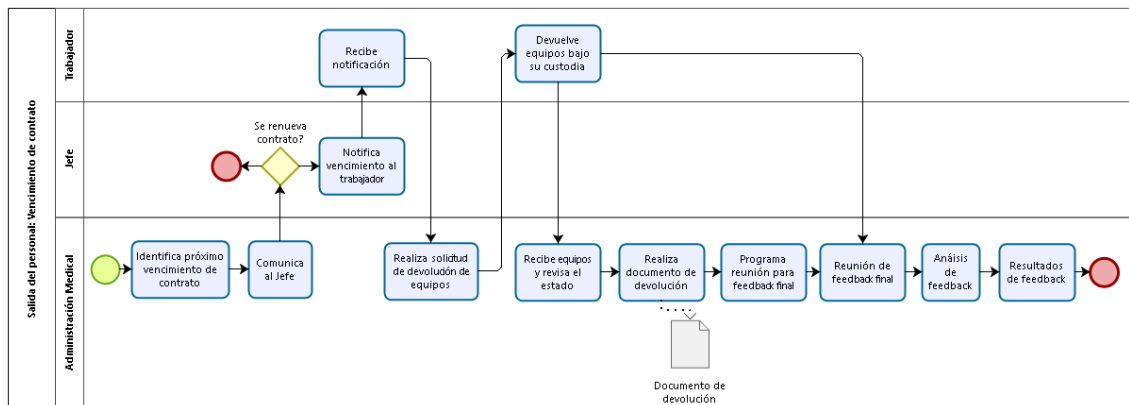 Salida del personal: Vencimiento de contrato
Trabajador
Recibe
notificación
Devuelve
equipos bajo
su custodia
Jefe
Se renueva
contrato?
Notifica
vencimiento al
trabajador
Administración Medical
Identifica próximo
vencimiento de
contrato
Comunica
al Jefe
Realiza solicitud
de devolución de
equipos
Recibe equipos
y revisa el
estado
Realiza
documento de
devolución
Programa
reunión para
feedback final
Reunión de
feedback final
Anáisis
de
feedback
Resultados
de feedback
Documento de
devolución